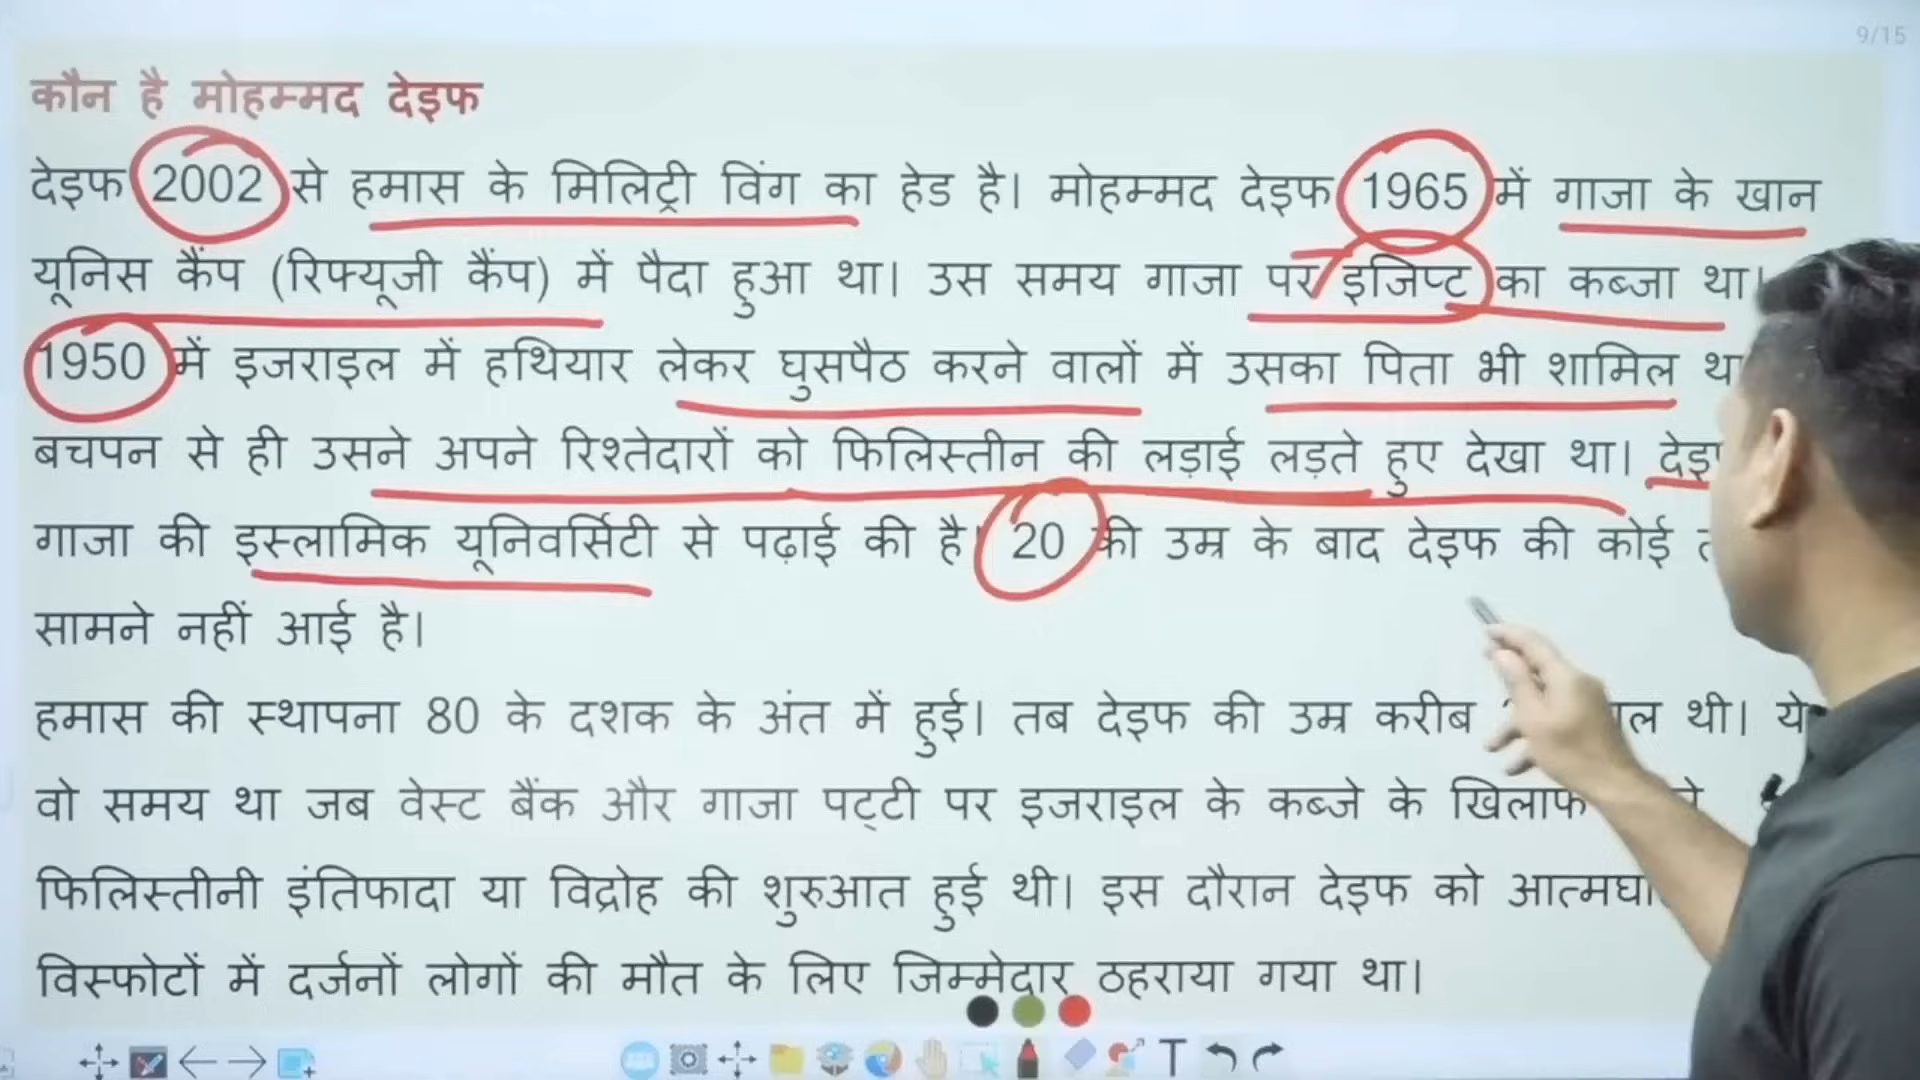 9/15
कौन है मोहम्मद देइफ
देइफ 2002 से हमास के मिलिट्री विंग का हेड है। मोहम्मद देइफ 1965 में गाजा के खान
यूनिस कैंप (रिफ्यूजी कैंप) में पैदा हुआ था। उस समय गाजा पर इजिप्ट का कब्जा था।
1950 में इजराइल में हथियार लेकर घुसपैठ करने वालों में उसका पिता भी शामिल
बचपन से ही उसने अपने रिश्तेदारों को फिलिस्तीन की लड़ाई लड़ते हुए देखा था।
गाजा की इस्लामिक यूनिवर्सिटी से पढ़ाई की है। 20 की उम्र के बाद देइफ की कोई
सामने नहीं आई है।
हमास की स्थापना 80 के दशक के अंत में हुई। तब देइफ की उम्र करीब थी। ये
वो समय था जब वेस्ट बैंक और गाजा पट्टी पर इजराइल के कब्जे के खिलाफ
फिलिस्तीनी इंतिफादा या विद्रोह की शुरुआत हुई थी। इस दौरान देइफ को
विस्फोटों में दर्जनों लोगों की मौत के लिए जिम्मेदार ठहराया गया था।
T